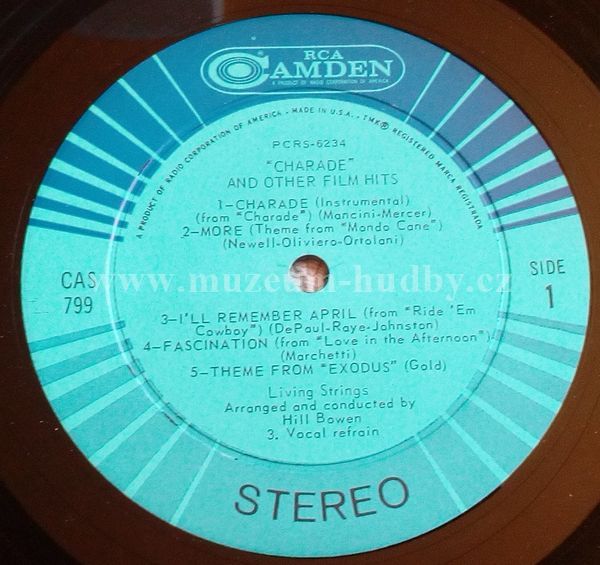 RCA
CAMDEN
A PRODUCT OF RADIO CORPORATION OF AMERICA
A PRODUCT OF RADIO CORPORATION OF AMERICA - MADE IN U.S.A. - TMK® REGISTERED MARCA REGISTRADA
PCRS-6234
"CHARADE"
AND OTHER FILM HITS
1-CHARADE (Instrumental)
(from "Charade") (Mancini-Mercer)
2-MORE (Theme from "Mondo Cane")
(Newell-Oliviero-Ortolani)
CAS
799
SIDE
1
www.muzeum-hudby.cz
3-I'LL REMEMBER APRIL (from "Ride 'Em
Cowboy") (DePaul-Raye-Johnston)
4-FASCINATION (from "Love in the Afternoon")
(Marchetti)
5-THEME FROM "EXODUS" (Gold)
Living Strings
Arranged and conducted by
Hill Bowen
3. Vocal refrain
STEREO